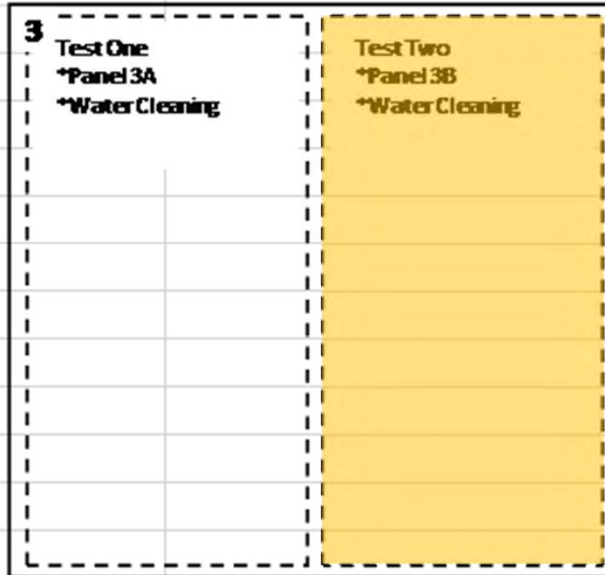 3
Test One
*Panel 3A
*Water Cleaning
Test Two
*Panel 3B
*Water Cleaning